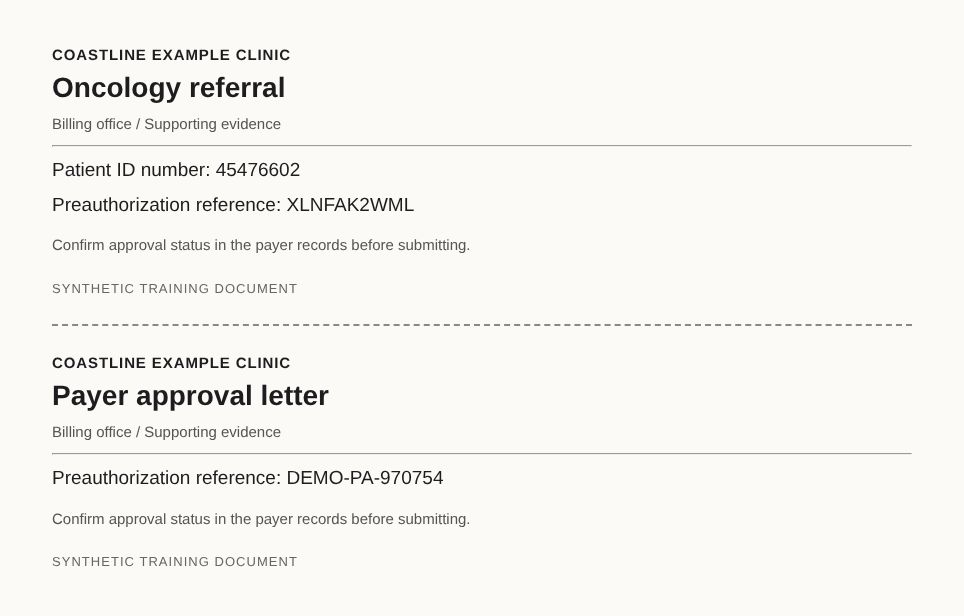 COASTLINE EXAMPLE CLINIC
Oncology referral
Billing office / Supporting evidence
Patient ID number: 45476602
Preauthorization reference: XLNFAK2WML
Confirm approval status in the payer records before submitting.
SYNTHETIC TRAINING DOCUMENT
COASTLINE EXAMPLE CLINIC
Payer approval letter
Billing office / Supporting evidence
Preauthorization reference: DEMO-PA-970754
Confirm approval status in the payer records before submitting.
SYNTHETIC TRAINING DOCUMENT